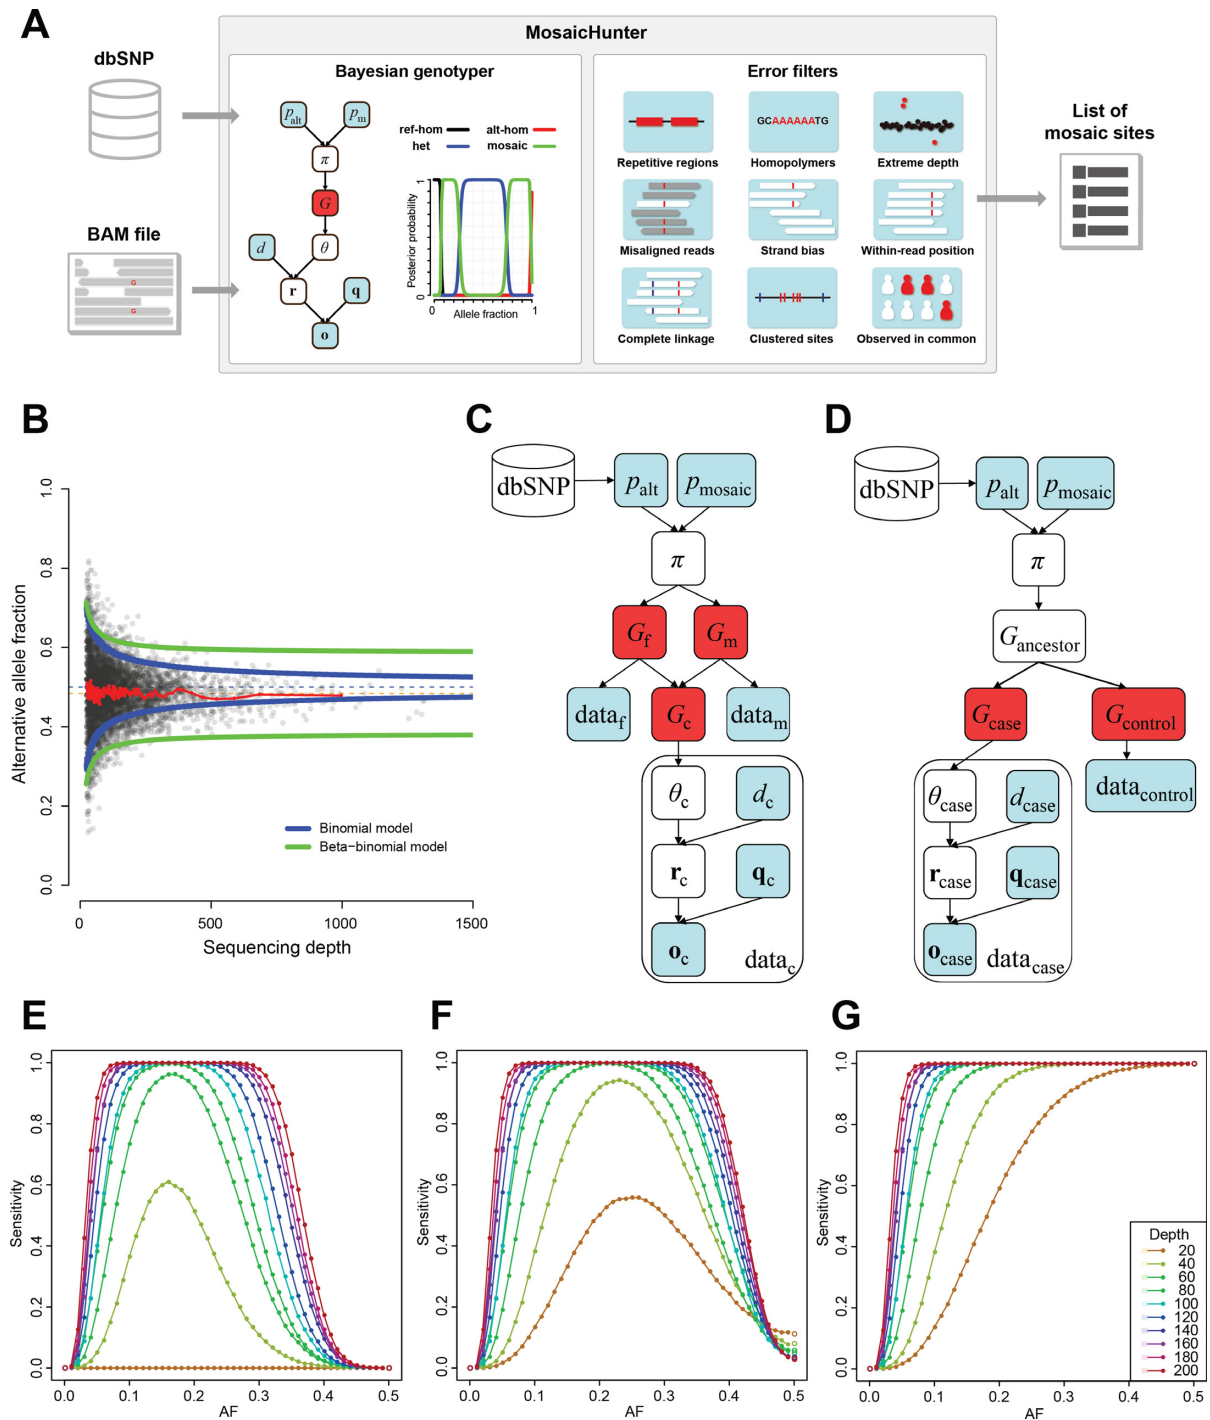 A
MosaicHunter
dbSNP
BAM file
G
G
Bayesian genotyper
p_alt p_m
π
G
d θ
r q
o
ref-hom alt-hom
het mosaic
Posterior probability
1
0
0 1
Allele fraction
Error filters
GCAAAAAATG
Repetitive regions Homopolymers Extreme depth
Misaligned reads Strand bias Within-read position
Complete linkage Clustered sites Observed in common
List of
mosaic sites
B
Alternative allele fraction
1.0
0.8
0.6
0.4
0.2
0.0
Binomial model
Beta−binomial model
0 500 1000 1500
Sequencing depth
C
dbSNP p_alt p_mosaic
π
G_f G_m
data_f G_c data_m
θ_c d_c
r_c q_c
o_c data_c
D
dbSNP p_alt p_mosaic
π
G_ancestor
G_case G_control
data_control
θ_case d_case
r_case q_case
o_case data_case
E
Sensitivity
1.0
0.8
0.6
0.4
0.2
0.0
0.0 0.1 0.2 0.3 0.4 0.5
AF
F
Sensitivity
1.0
0.8
0.6
0.4
0.2
0.0
0.0 0.1 0.2 0.3 0.4 0.5
AF
G
Sensitivity
1.0
0.8
0.6
0.4
0.2
0.0
0.0 0.1 0.2 0.3 0.4 0.5
AF
Depth
20
40
60
80
100
120
140
160
180
200